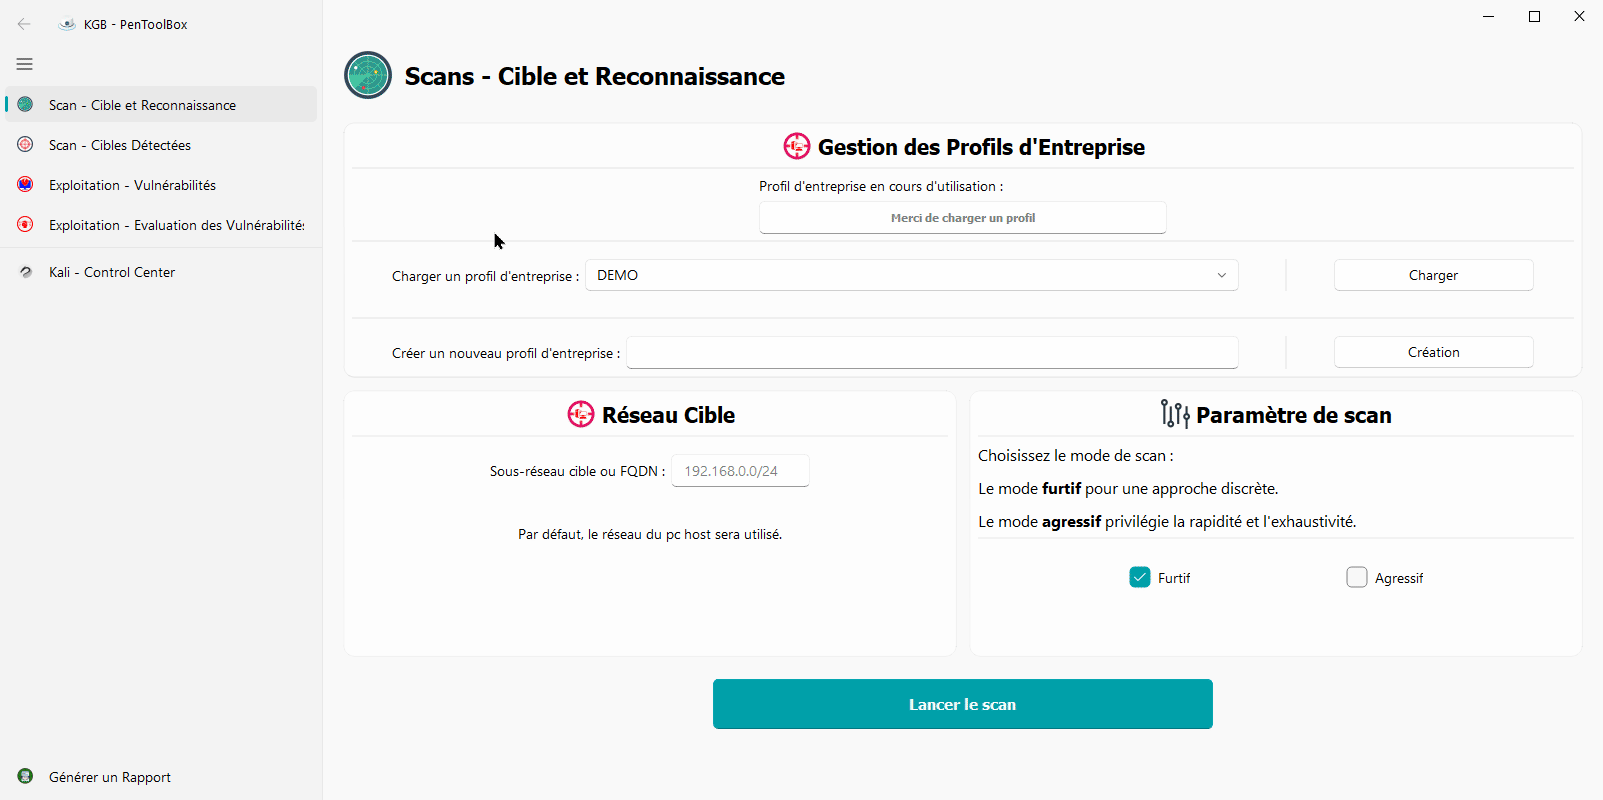 KGB - PenToolBox
Scan - Cible et Reconnaissance
Scan - Cibles Détectées
Exploitation - Vulnérabilités
Exploitation - Evaluation des Vulnérabilités
Kali - Control Center
Générer un Rapport
Scans - Cible et Reconnaissance
Gestion des Profils d'Entreprise
Profil d'entreprise en cours d'utilisation :
Merci de charger un profil
Charger un profil d'entreprise : DEMO Charger
Créer un nouveau profil d'entreprise : Création
Réseau Cible
Sous-réseau cible ou FQDN : 192.168.0.0/24
Par défaut, le réseau du pc host sera utilisé.
Paramètre de scan
Choisissez le mode de scan :
Le mode furtif pour une approche discrète.
Le mode agressif privilégie la rapidité et l'exhaustivité.
Furtif Agressif
Lancer le scan